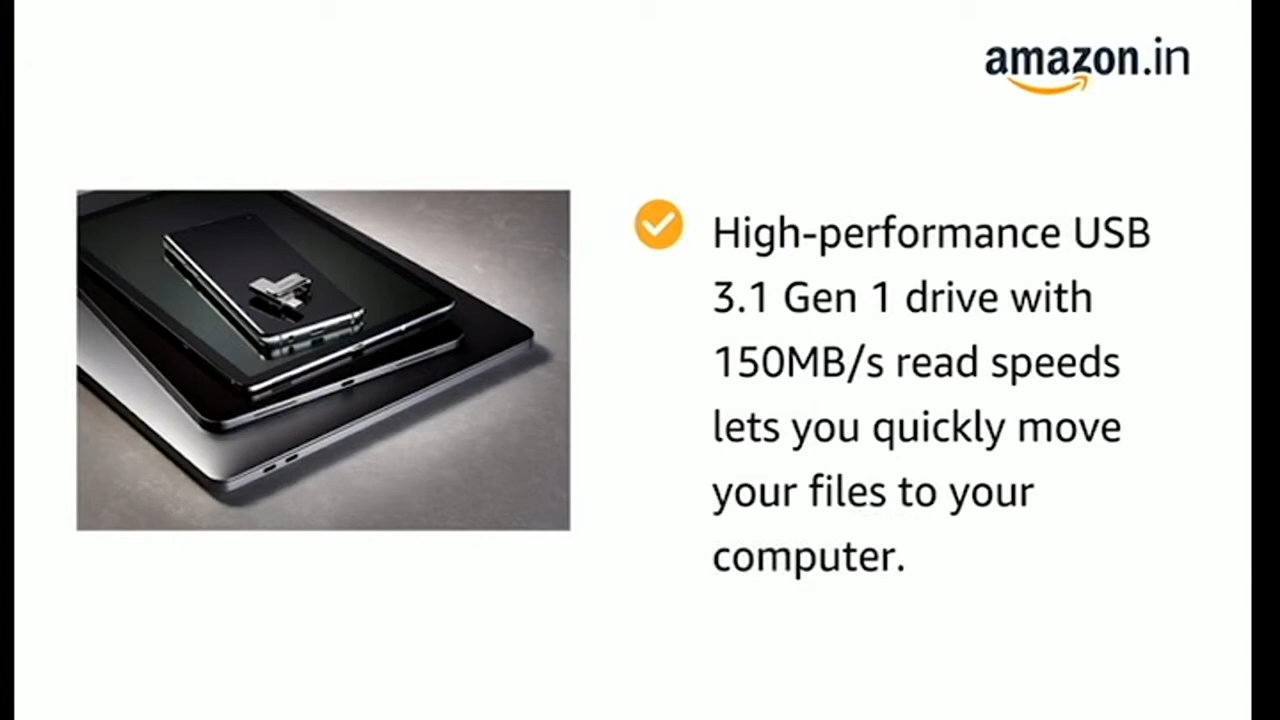 amazon.in
High-performance USB
3.1 Gen 1 drive with
150MB/s read speeds
lets you quickly move
your files to your
computer.